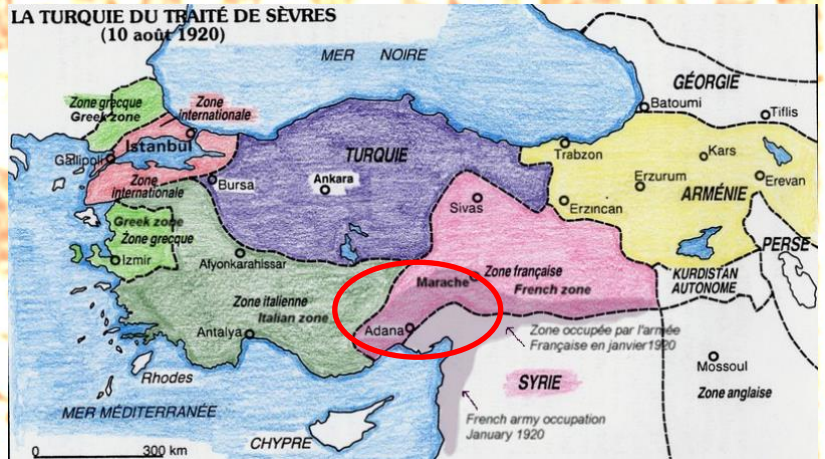 LA TURQUIE DU TRAITÉ DE SÈVRES
(10 août 1920)
MER NOIRE
GÉORGIE
Zone grecque
Greek zone
Zone
internationale
Batoumi
Tiflis
Istanbul
Gallipoli
TURQUIE
Trabzon
Kars
Zone
internationale
Bursa
Ankara
Erzurum
ARMÉNIE
Erevan
Sivas
Erzincan
Greek zone
Zone grecque
Izmir
Afyonkarahissar
PERSE
Zone française
Marache
French zone
KURDISTAN
AUTONOME
Zone italienne
Italian zone
Antalya
Adana
Zone occupée par l'armée
Française en janvier 1920
Mossoul
Rhodes
SYRIE
Zone anglaise
MER MÉDITERRANÉE
French army occupation
January 1920
CHYPRE
0 300 km